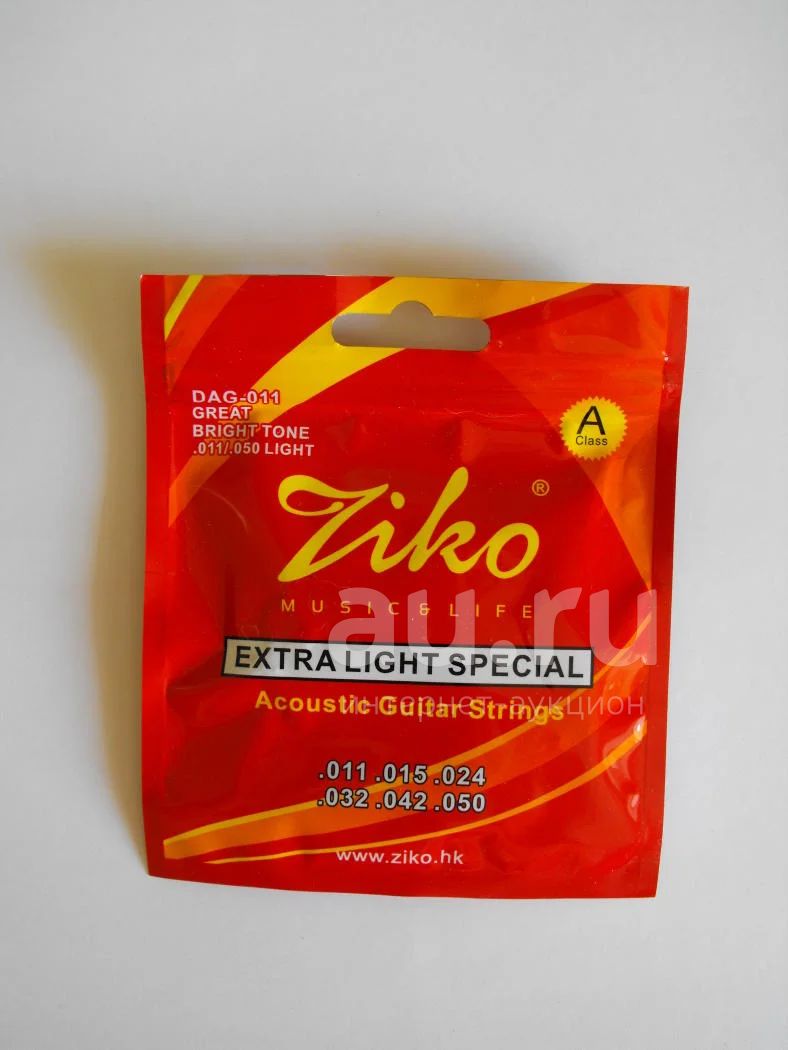 DAG-011
GREAT
BRIGHT TONE
.011/.050 LIGHT
A
Class
Ziko ®
MUSIC & LIFE
au.ru
EXTRA LIGHT SPECIAL
Acoustic Guitar Strings
интернет-аукцион
.011 .015 .024
.032 .042 .050
www.ziko.hk